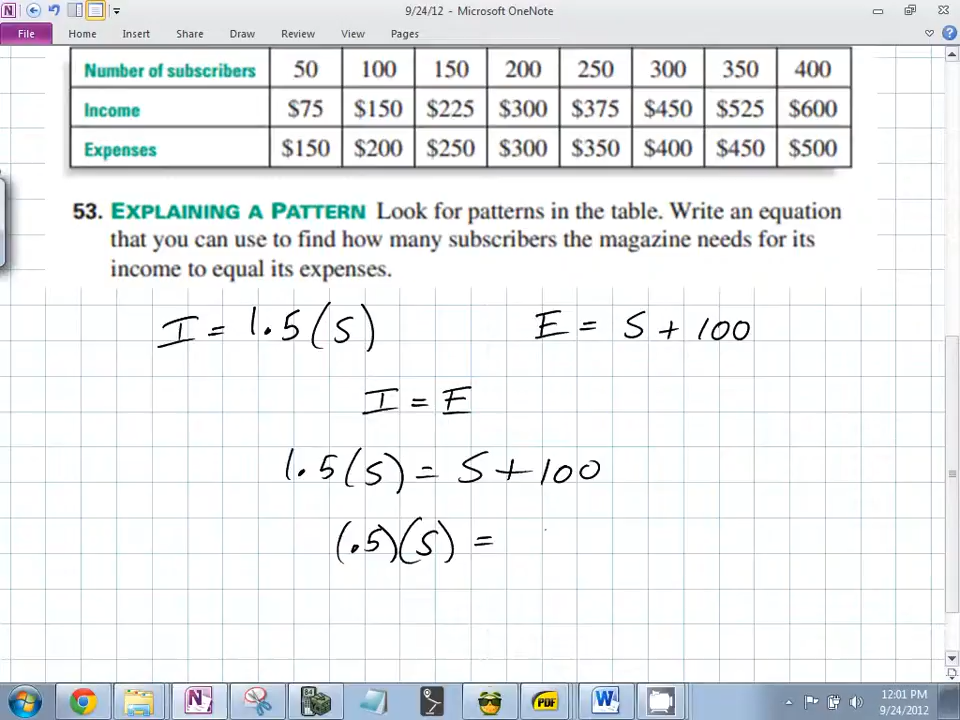 9/24/12 - Microsoft OneNote
File Home Insert Share Draw Review View Pages
Number of subscribers 50 100 150 200 250 300 350 400
Income $75 $150 $225 $300 $375 $450 $525 $600
Expenses $150 $200 $250 $300 $350 $400 $450 $500
53. EXPLAINING A PATTERN Look for patterns in the table. Write an equation
that you can use to find how many subscribers the magazine needs for its
income to equal its expenses.
I = 1.5(S) E = S + 100
I = E
1.5(S) = S + 100
(.5)(S) =
PDF
12:01 PM
9/24/2012